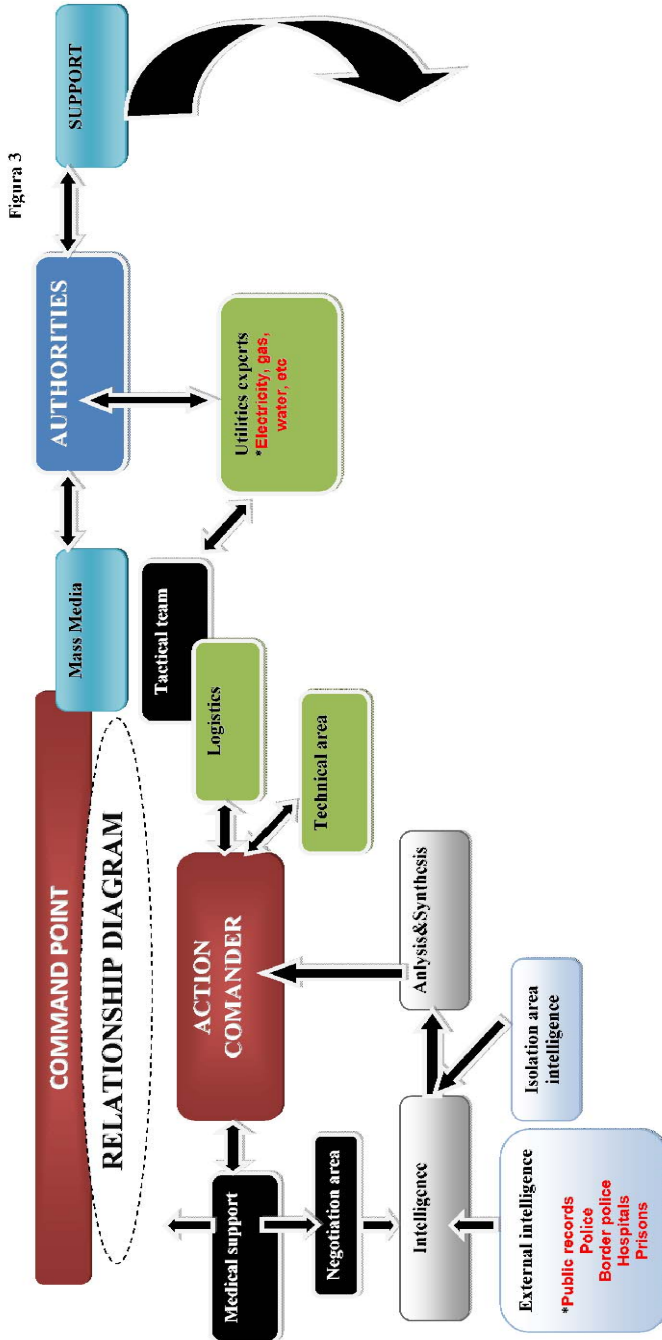 Figura 3
COMMAND POINT
RELATIONSHIP DIAGRAM
Mass Media
AUTHORITIES
SUPPORT
Medical support
ACTION
COMANDER
Logistics
Tactical team
Utilities experts
*Electricity, gas,
water, etc
Negotiation area
Technical area
Intelligence
Anlysis&Synthesis
External intelligence
*Public records
Police
Border police
Hospitals
Prisons
Isolation area
intelligence